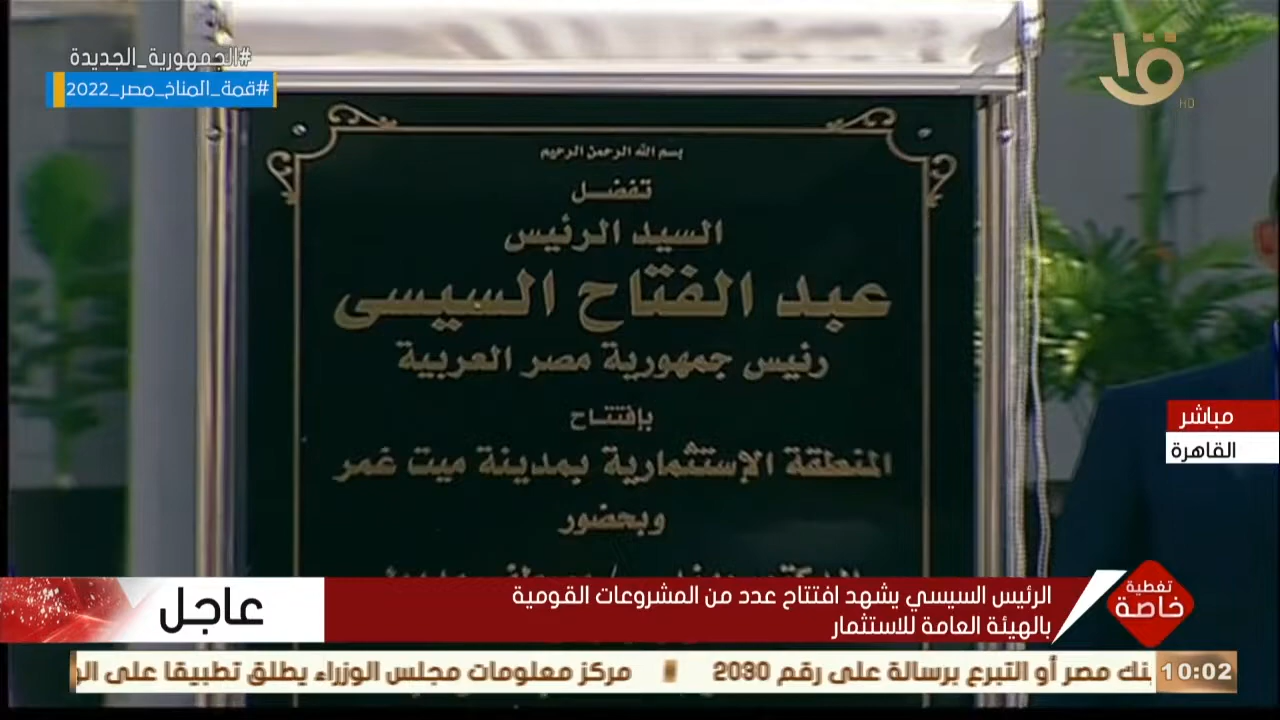 #الجمهورية_الجديدة
#قمة_المناخ_مصر_2022
HD
بسم الله الرحمن الرحيم
تفضل
السيد الرئيس
عبد الفتاح السيسى
رئيس جمهورية مصر العربية
بإفتتاح
المنطقة الإستثمارية بمدينة ميت غمر
وبحضور
مباشر
القاهرة
تغطية
خاصة
الرئيس السيسي يشهد افتتاح عدد من المشروعات القومية
بالهيئة العامة للاستثمار
عاجل
10:02
بنك مصر أو التبرع برسالة على رقم 2030
مركز معلومات مجلس الوزراء يطلق تطبيقا على